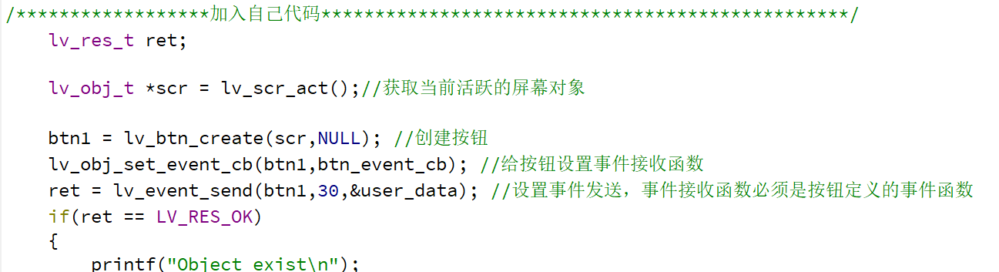 /******************加入自己代码*************************************************/
lv_res_t ret;
lv_obj_t *scr = lv_scr_act();//获取当前活跃的屏幕对象
btn1 = lv_btn_create(scr,NULL); //创建按钮
lv_obj_set_event_cb(btn1,btn_event_cb); //给按钮设置事件接收函数
ret = lv_event_send(btn1,30,&user_data); //设置事件发送，事件接收函数必须是按钮定义的事件函数
if(ret == LV_RES_OK)
{
printf("Object exist\n");